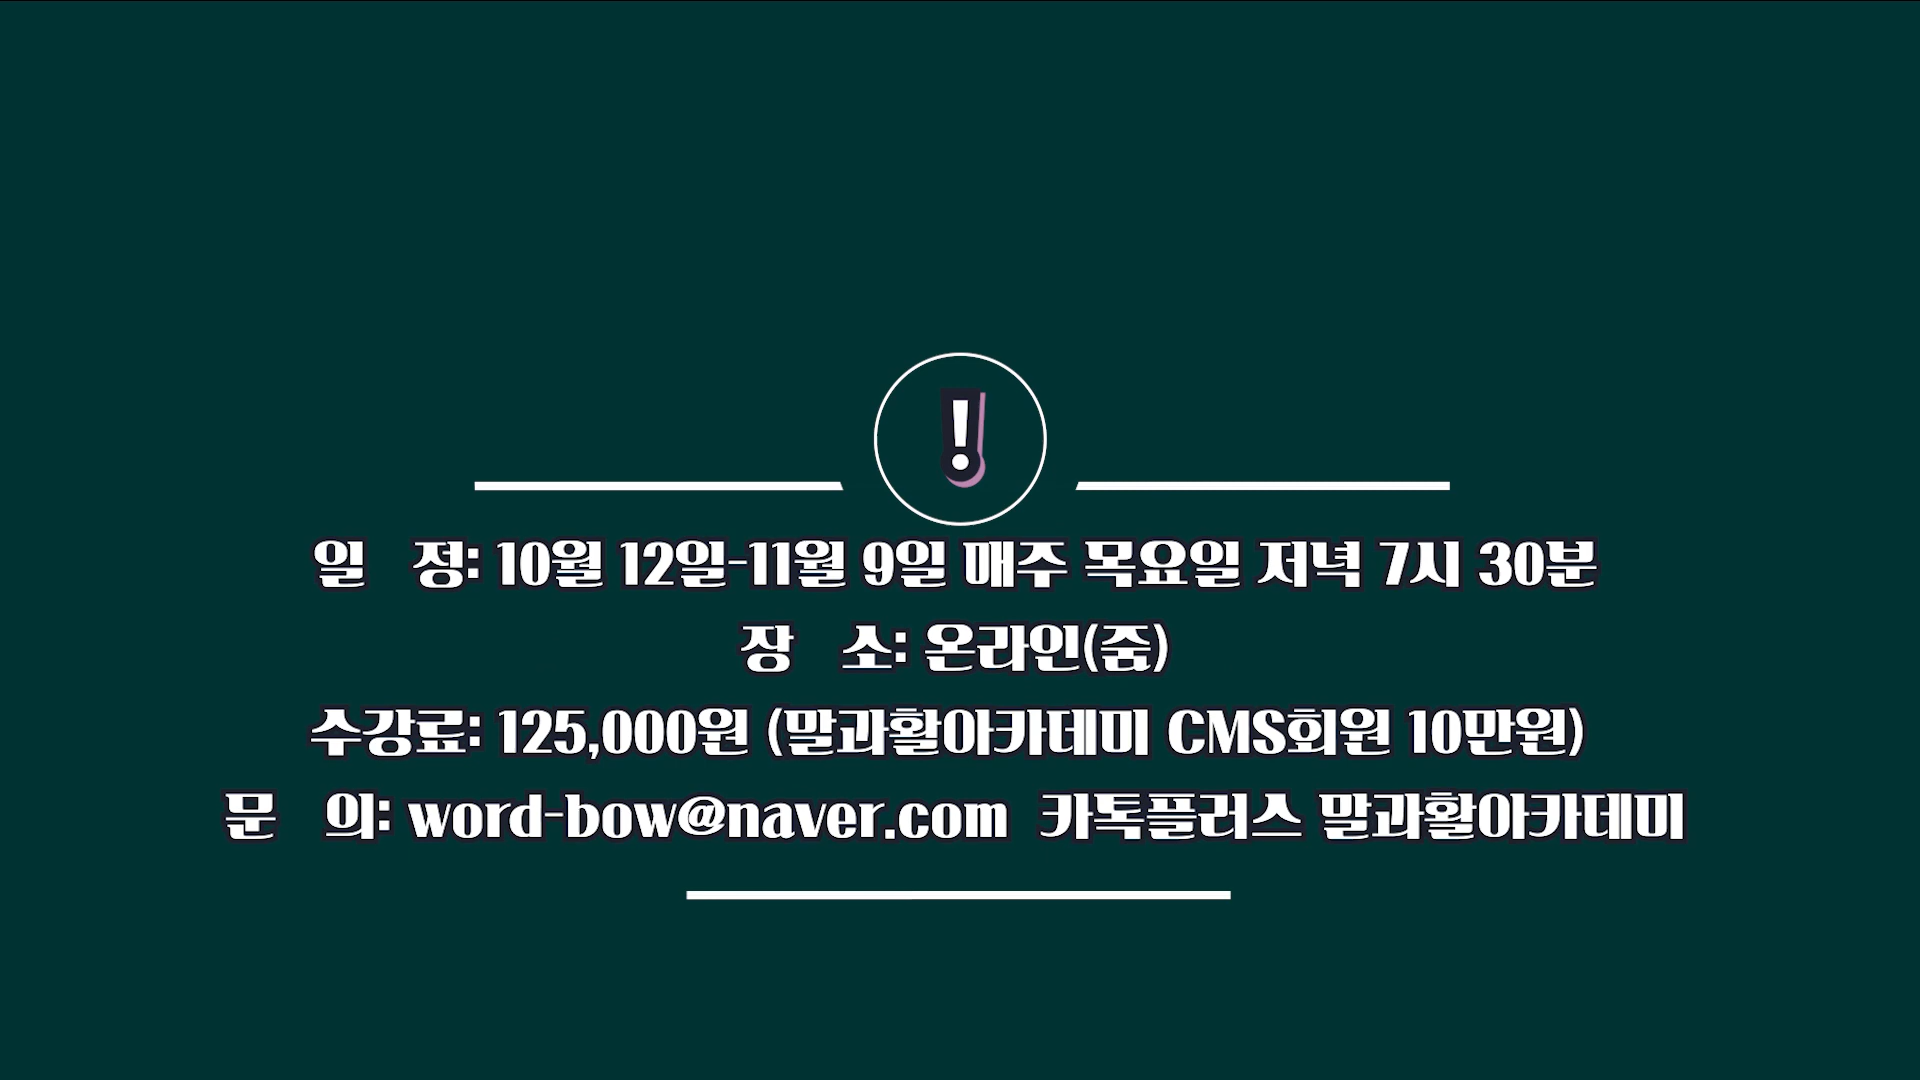 !
일 정: 10월 12일-11월 9일 매주 목요일 저녁 7시 30분
장 소: 온라인(줌)
수강료: 125,000원 (말과활아카데미 CMS회원 10만원)
문 의: word-bow@naver.com 카톡플러스 말과활아카데미